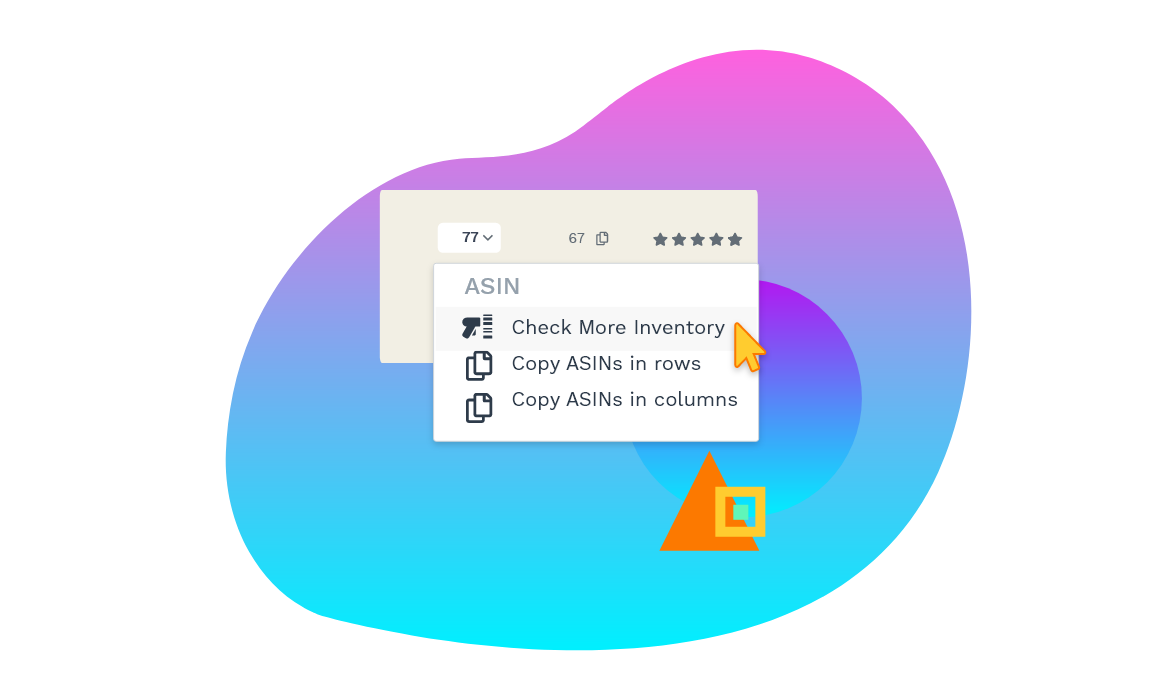 77 67
ASIN
Check More Inventory
Copy ASINs in rows
Copy ASINs in columns